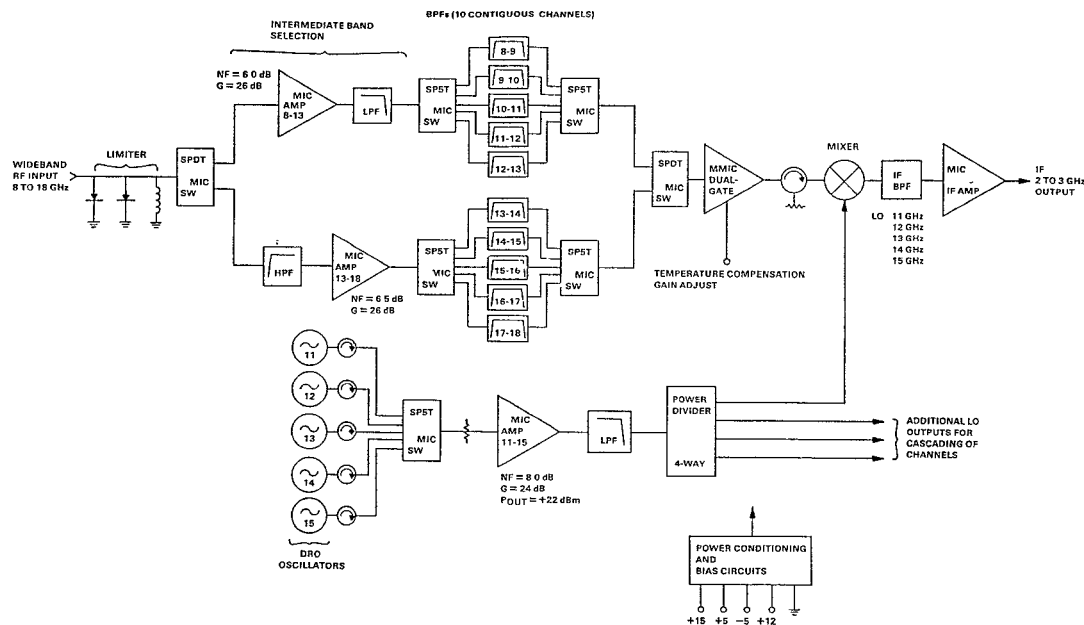 BPFs (10 CONTIGUOUS CHANNELS)
INTERMEDIATE BAND
SELECTION
NF = 6 0 dB
G = 26 dB
MIC
AMP
8-13
LPF
SP5T
MIC
SW
8-9
9 10
10-11
11-12
12-13
SP5T
MIC
SW
WIDEBAND
RF INPUT
8 TO 18 GHz
LIMITER
SPDT
MIC
SW
SPDT
MIC
SW
MMIC
DUAL-
GATE
MIXER
IF
BPF
MIC
IF AMP
IF
2 TO 3 GHz
OUTPUT
LO 11 GHz
12 GHz
13 GHz
14 GHz
15 GHz
TEMPERATURE COMPENSATION
GAIN ADJUST
HPF
MIC
AMP
13-18
NF = 6 5 dB
G = 26 dB
SP5T
MIC
SW
13-14
14-15
15-16
16-17
17-18
SP5T
MIC
SW
11
12
13
14
15
DRO
OSCILLATORS
SP5T
MIC
SW
MIC
AMP
11-15
NF = 8 0 dB
G = 24 dB
POUT = +22 dBm
LPF
POWER
DIVIDER
4-WAY
ADDITIONAL LO
OUTPUTS FOR
CASCADING OF
CHANNELS
POWER CONDITIONING
AND
BIAS CIRCUITS
+15 +5 -5 +12